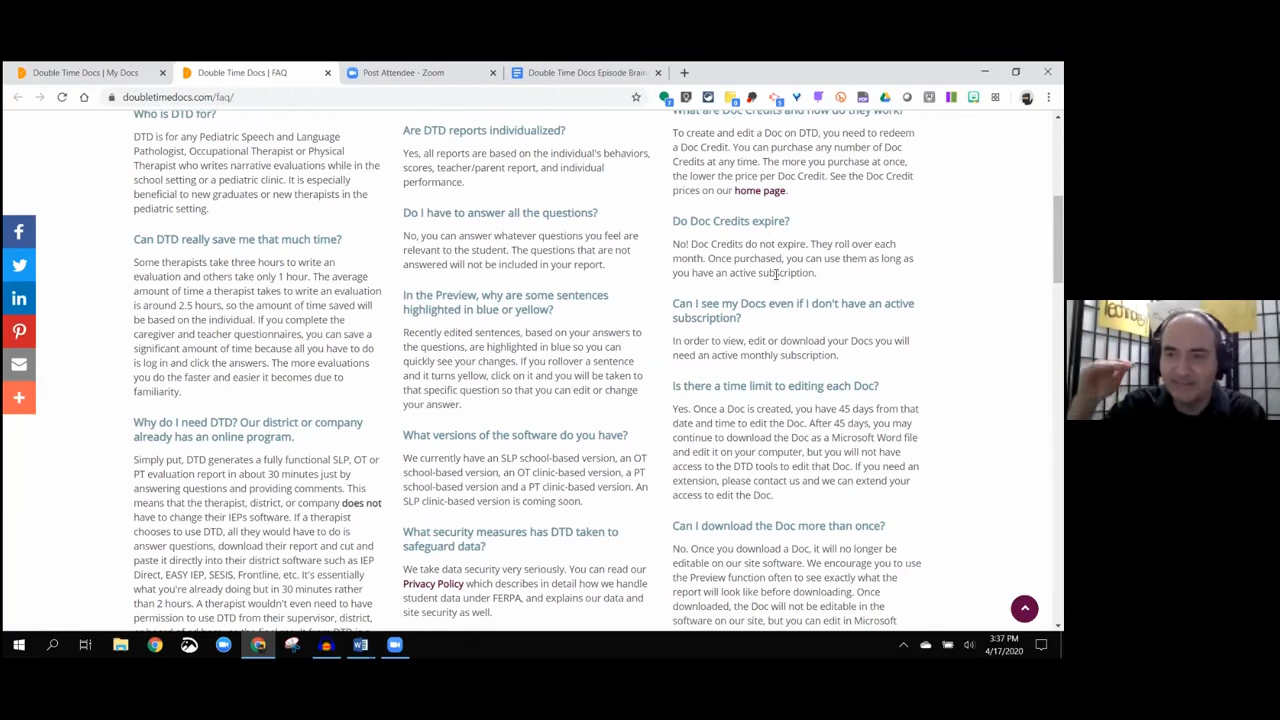 Double Time Docs | My Docs
Double Time Docs | FAQ
Post Attendee - Zoom
Double Time Docs Episode Brain
doubletimedocs.com/faq/
Who is DTD for?
DTD is for any Pediatric Speech and Language
Pathologist, Occupational Therapist or Physical
Therapist who writes narrative evaluations while in the
school setting or a pediatric clinic. It is especially
beneficial to new graduates or new therapists in the
pediatric setting.
Can DTD really save me that much time?
Some therapists take three hours to write an
evaluation and others take only 1 hour. The average
amount of time a therapist takes to write an evaluation
is around 2.5 hours, so the amount of time saved
will be based on the individual. If you complete the
caregiver and teacher questionnaires, you can save a
significant amount of time because all you have to do
is log in and click the answers. The more evaluations
you do the faster and easier it becomes due to
familiarity.
Why do I need DTD? Our district or company
already has an online program.
Simply put, DTD generates a fully functional SLP, OT or
PT evaluation report in about 30 minutes just by
answering questions and providing comments. This
means that the therapist, district, or company does not
have to change their IEPs software. If a therapist
chooses to use DTD, all they would have to do is
answer questions, download their report and cut and
paste it directly into their district software such as IEP
Direct, EASY IEP, SESIS, Frontline, etc. It's essentially
what you're already doing but in 30 minutes rather
than 2 hours. A therapist wouldn't even need to have
permission to use DTD from their supervisor, district,
Are DTD reports individualized?
Yes, all reports are based on the individual's behaviors,
scores, teacher/parent report, and individual
performance.
Do I have to answer all the questions?
No, you can answer whatever questions you feel are
relevant to the student. The questions that are not
answered will not be included in your report.
In the Preview, why are some sentences
highlighted in blue or yellow?
Recently edited sentences, based on your answers to
the questions, are highlighted in blue so you can
quickly see your changes. If you rollover a sentence
and it turns yellow, click on it and you will be taken to
that specific question so that you can edit or change
your answer.
What versions of the software do you have?
We currently have an SLP school-based version, an OT
school-based version, an OT clinic-based version, a PT
school-based version and a PT clinic-based version. An
SLP clinic-based version is coming soon.
What security measures has DTD taken to
safeguard data?
We take data security very seriously. You can read our
Privacy Policy which describes in detail how we handle
student data under FERPA, and explains our data and
site security as well.
What are Doc Credits and how do they work?
To create and edit a Doc on DTD, you need to redeem
a Doc Credit. You can purchase any number of Doc
Credits at any time. The more you purchase at once,
the lower the price per Doc Credit. See the Doc Credit
prices on our home page.
Do Doc Credits expire?
No! Doc Credits do not expire. They roll over each
month. Once purchased, you can use them as long as
you have an active subscription.
Can I see my Docs even if I don't have an active
subscription?
In order to view, edit or download your Docs you will
need an active monthly subscription.
Is there a time limit to editing each Doc?
Yes. Once a Doc is created, you have 45 days from that
date and time to edit the Doc. After 45 days, you may
continue to download the Doc as a Microsoft Word file
and edit it on your computer, but you will not have
access to the DTD tools to edit that Doc. If you need an
extension, please contact us and we can extend your
access to edit the Doc.
Can I download the Doc more than once?
No. Once you download a Doc, it will no longer be
editable on our site software. We encourage you to use
the Preview function often to see exactly what the
report will look like before downloading. Once
downloaded, the Doc will not be editable in the
software on our site, but you can edit in Microsoft
3:37 PM
4/17/2020